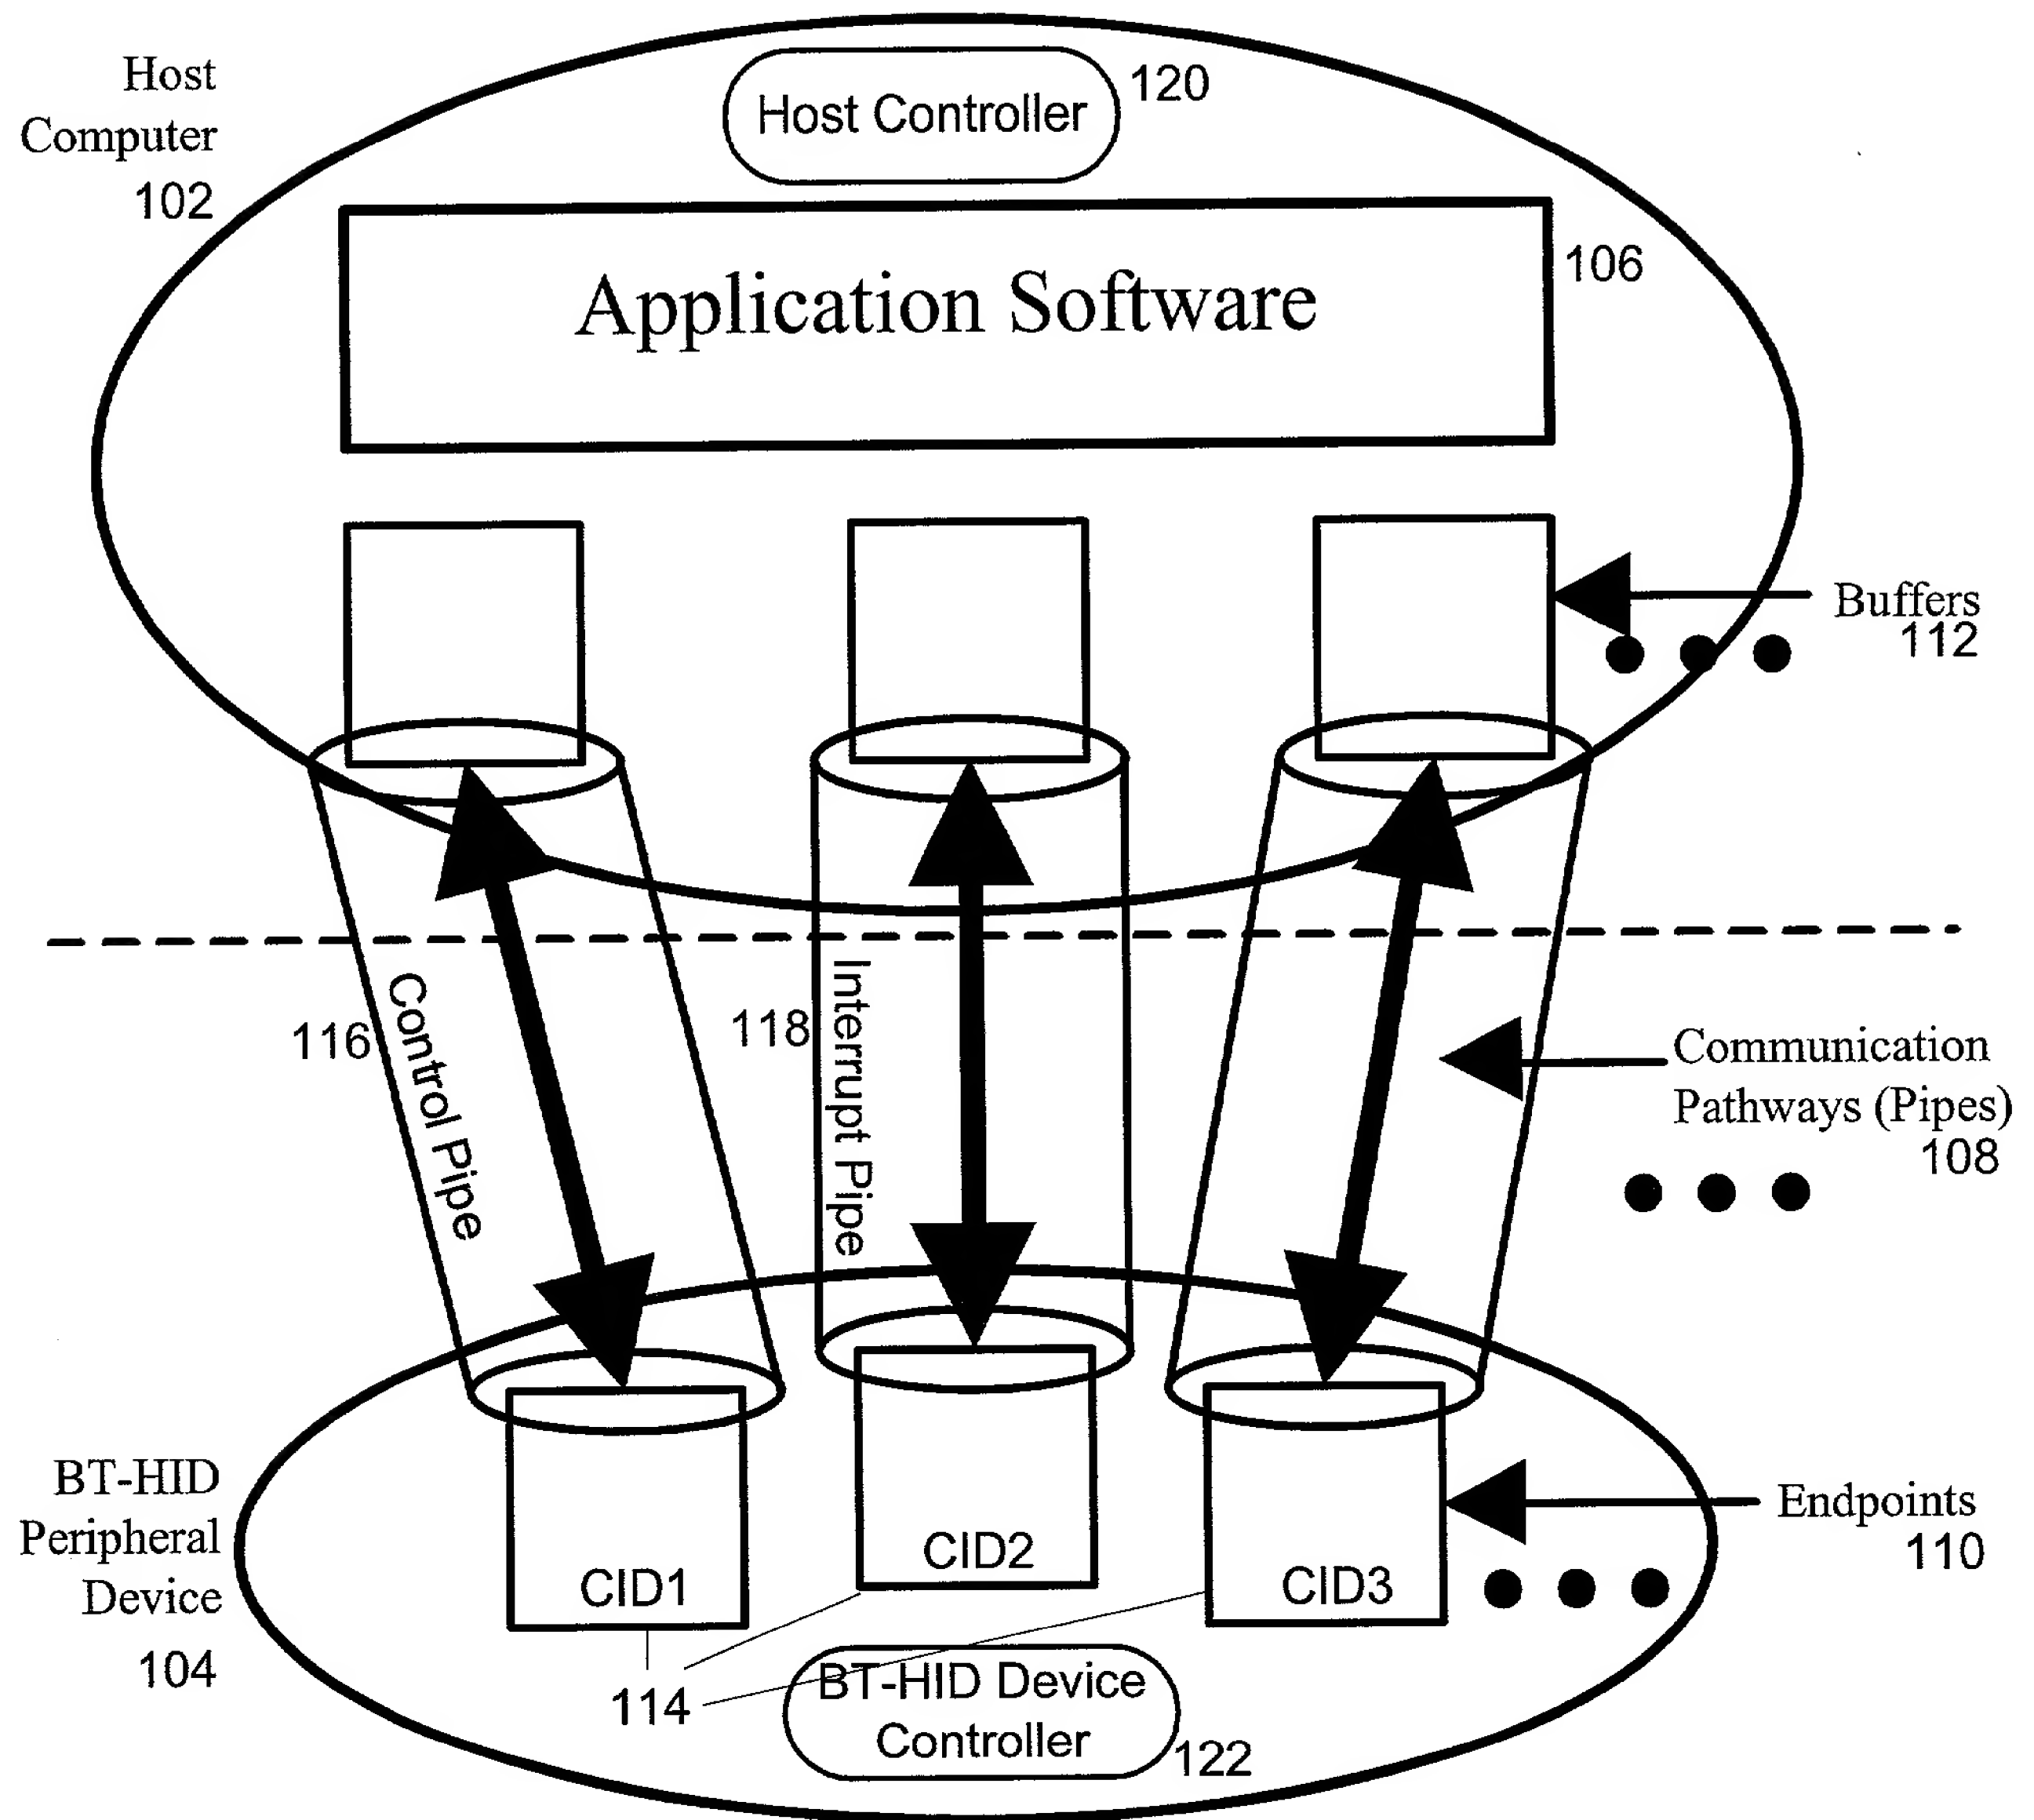 Host
Computer
102
Host Controller
120
Application Software
106
Buffers
112
116
Control Pipe
118
Interrupt Pipe
Communication
Pathways (Pipes)
108
BT-HID
Peripheral
Device
104
CID1
CID2
CID3
Endpoints
110
114
BT-HID Device
Controller
122